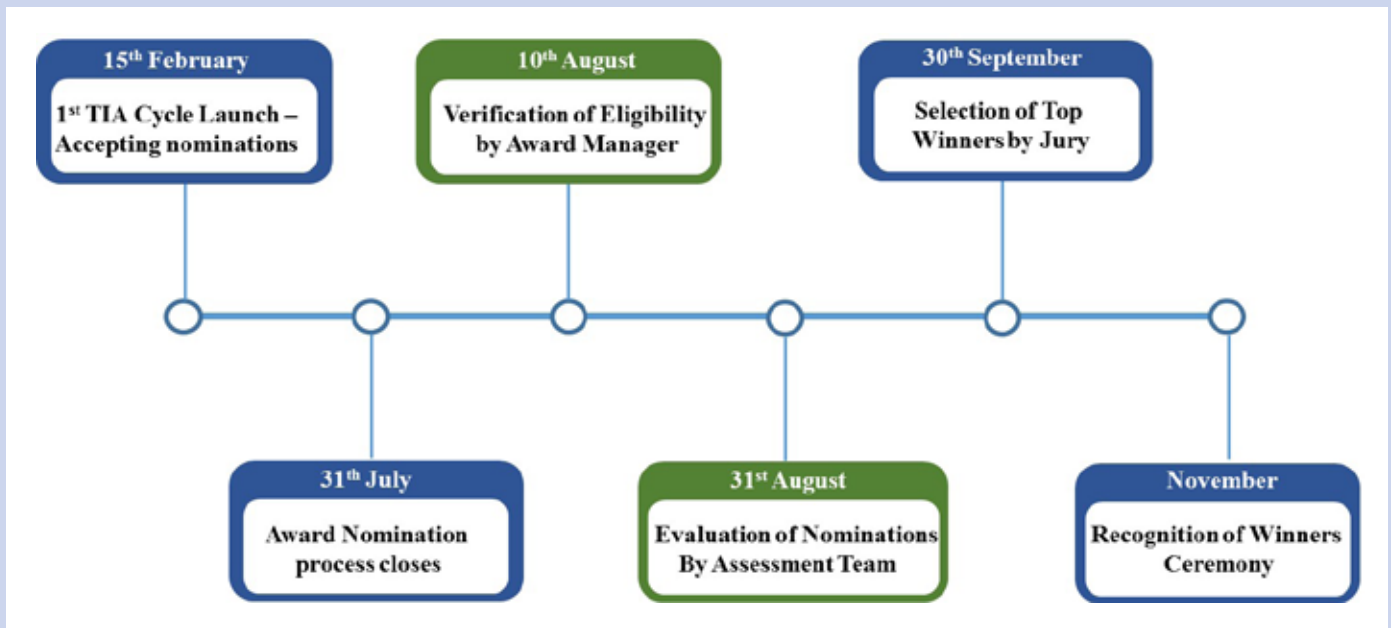 15th February
1st TIA Cycle Launch –
Accepting nominations
10th August
Verification of Eligibility
by Award Manager
30th September
Selection of Top
Winners by Jury
31th July
Award Nomination
process closes
31st August
Evaluation of Nominations
By Assessment Team
November
Recognition of Winners
Ceremony